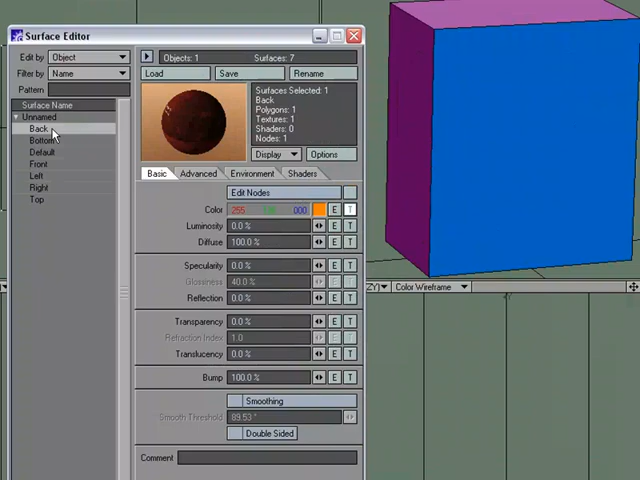 Surface Editor
Edit by Object
Objects: 1 Surfaces: 7
Filter by Name
Load Save Rename
Pattern
Surface Name
Unnamed
Back
Bottom
Default
Front
Left
Right
Top
Surfaces Selected: 1
Back
Polygons: 1
Textures: 1
Shaders: 0
Nodes: 1
Display Options
Basic Advanced Environment Shaders
Edit Nodes
Color 255 000 E T
Luminosity 0.0 % E T
Diffuse 100.0 % E T
Specularity 0.0 % E T
Glossiness 40.0 % E T
Reflection 0.0 % E T
Transparency 0.0 % E T
Refraction Index 1.0 E T
Translucency 0.0 % E T
Bump 100.0 % E T
Smoothing
Smooth Threshold 89.53 °
Double Sided
Comment
ZY) Color Wireframe